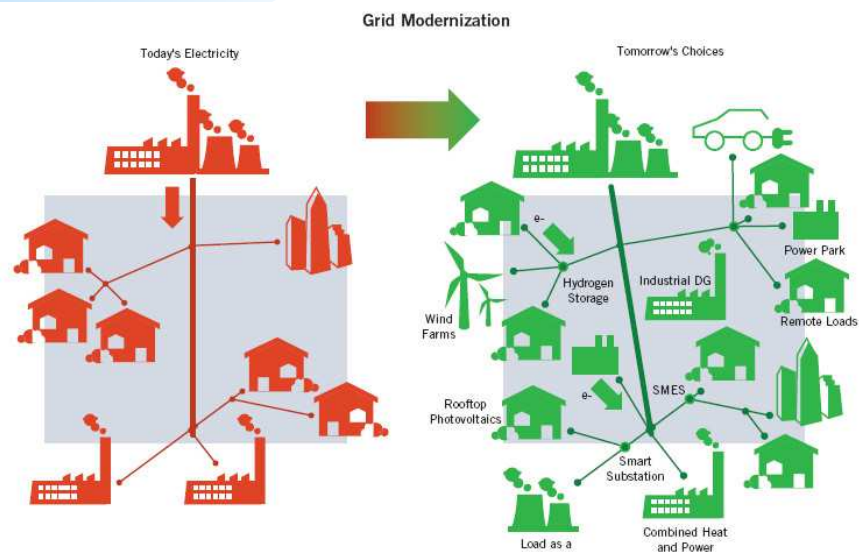 Grid Modernization
Today's Electricity
Tomorrow's Choices
e-
Power Park
Hydrogen
Storage
Industrial DG
Wind
Farms
Remote Loads
SMES
e-
Rooftop
Photovoltaics
Smart
Substation
Load as a
Combined Heat
and Power